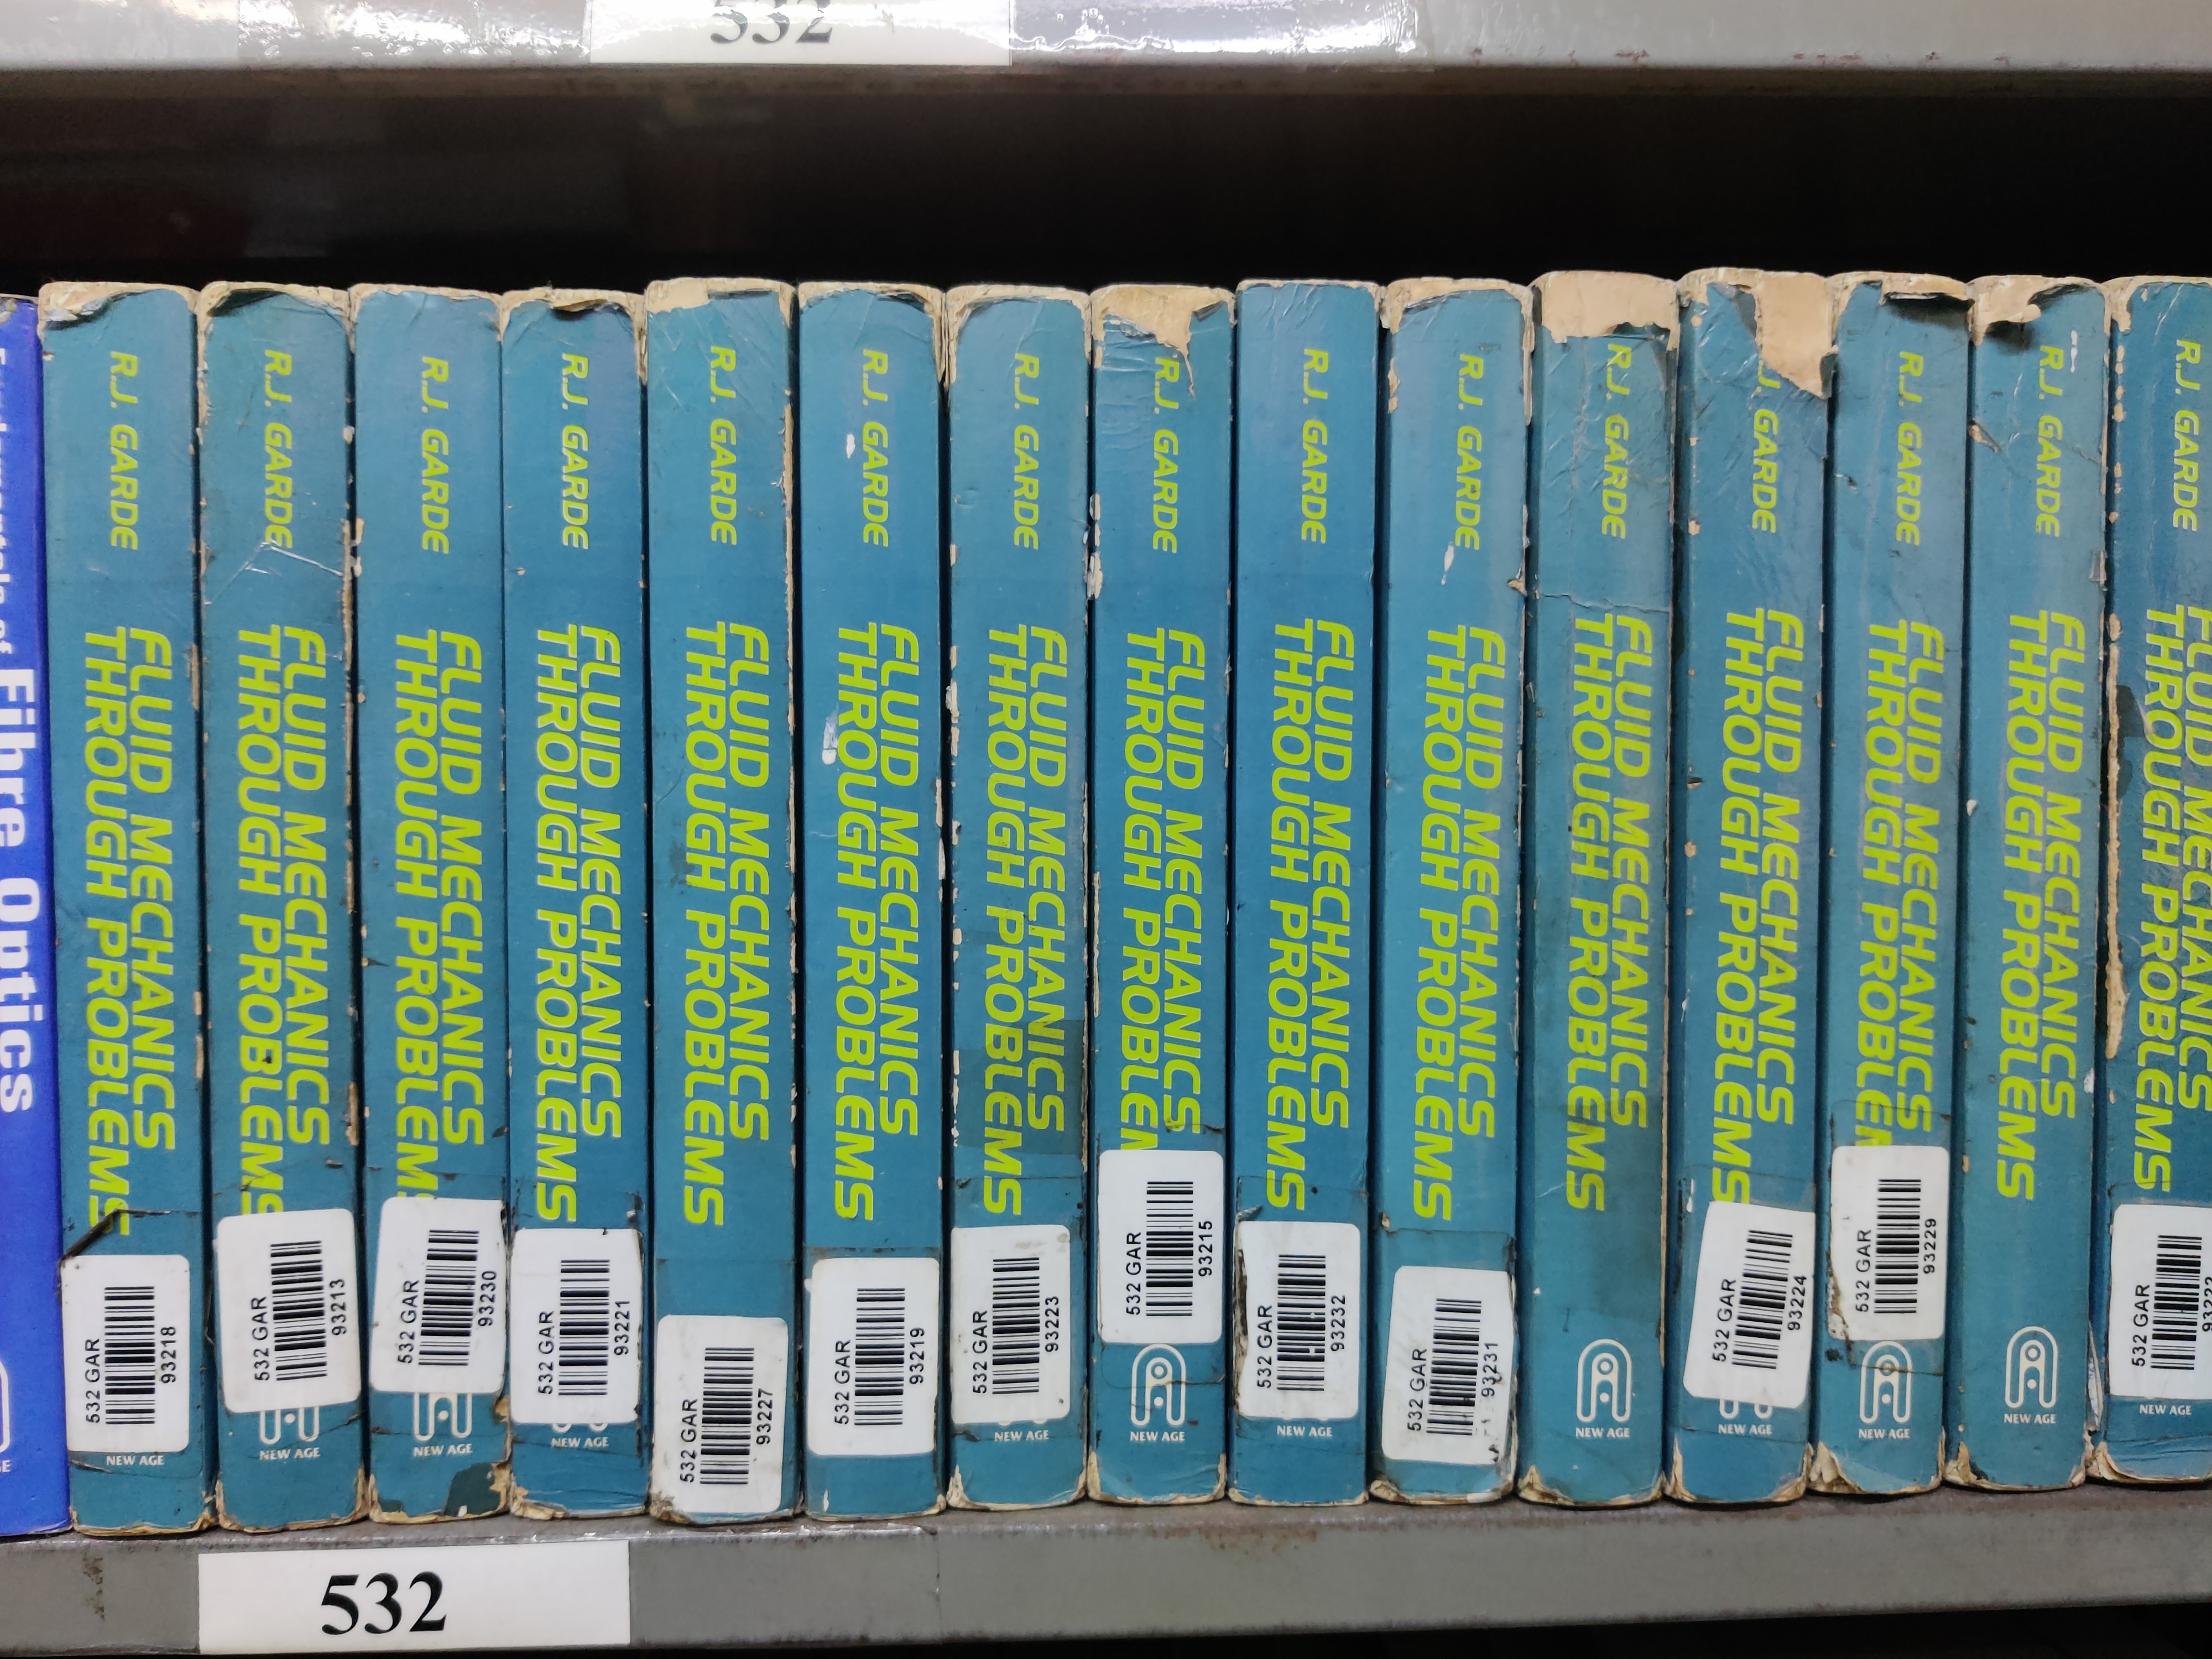 532
Fibre Optics
R.J. GARDE
FLUID MECHANICS
THROUGH PROBLEMS
532 GAR
93218
NEW AGE
R.J. GARDE
FLUID MECHANICS
THROUGH PROBLEMS
532 GAR
93213
NEW AGE
R.J. GARDE
FLUID MECHANICS
THROUGH PROBLEMS
532 GAR
93230
NEW AGE
R.J. GARDE
FLUID MECHANICS
THROUGH PROBLEMS
532 GAR
93221
NEW AGE
R.J. GARDE
FLUID MECHANICS
THROUGH PROBLEMS
532 GAR
93227
R.J. GARDE
FLUID MECHANICS
THROUGH PROBLEMS
532 GAR
93219
R.J. GARDE
FLUID MECHANICS
THROUGH PROBLEMS
532 GAR
93223
NEW AGE
R.J. GARDE
FLUID MECHANICS
THROUGH PROBLEM
532 GAR
93215
NEW AGE
R.J. GARDE
FLUID MECHANICS
THROUGH PROBLEMS
532 GAR
93232
NEW AGE
R.J. GARDE
FLUID MECHANICS
THROUGH PROBLEMS
532 GAR
93231
R.J. GARDE
FLUID MECHANICS
THROUGH PROBLEMS
NEW AGE
J. GARDE
FLUID MECHANICS
THROUGH PROBLEMS
532 GAR
93224
NEW AGE
R.J. GARDE
FLUID MECHANICS
THROUGH PROBLEM
532 GAR
93229
NEW AGE
R.J. GARDE
FLUID MECHANICS
THROUGH PROBLEMS
NEW AGE
R.J. GARDE
FLUID MECHANICS
THROUGH PROBLEMS
532 GAR
NEW AGE
532